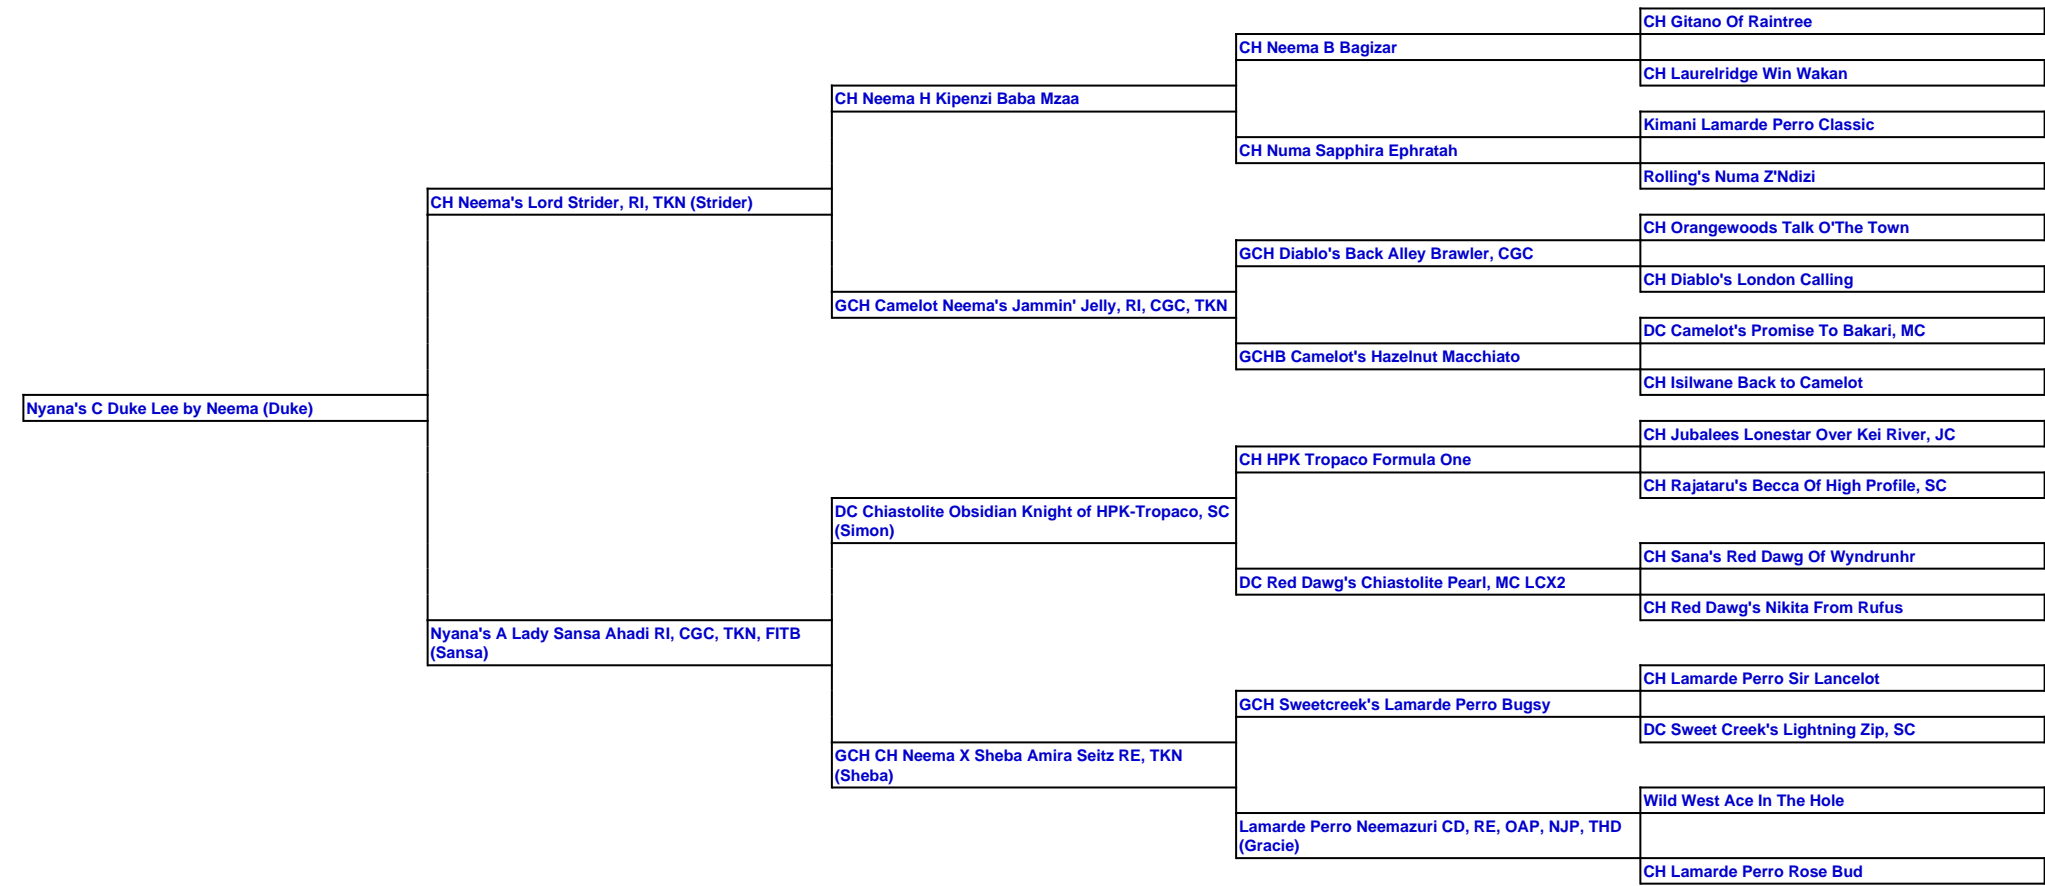 CH Gitano Of Raintree
CH Neema B Bagizar
CH Laurelridge Win Wakan
CH Neema H Kipenzi Baba Mzaa
Kimani Lamarde Perro Classic
CH Numa Sapphira Ephratah
Rolling's Numa Z'Ndizi
CH Neema's Lord Strider, RI, TKN (Strider)
CH Orangewoods Talk O'The Town
GCH Diablo's Back Alley Brawler, CGC
CH Diablo's London Calling
GCH Camelot Neema's Jammin' Jelly, RI, CGC, TKN
DC Camelot's Promise To Bakari, MC
GCHB Camelot's Hazelnut Macchiato
CH Isilwane Back to Camelot
Nyana's C Duke Lee by Neema (Duke)
CH Jubalees Lonestar Over Kei River, JC
CH HPK Tropaco Formula One
CH Rajataru's Becca Of High Profile, SC
DC Chiastolite Obsidian Knight of HPK-Tropaco, SC
(Simon)
CH Sana's Red Dawg Of Wyndrunhr
DC Red Dawg's Chiastolite Pearl, MC LCX2
CH Red Dawg's Nikita From Rufus
Nyana's A Lady Sansa Ahadi RI, CGC, TKN, FITB
(Sansa)
CH Lamarde Perro Sir Lancelot
GCH Sweetcreek's Lamarde Perro Bugsy
DC Sweet Creek's Lightning Zip, SC
GCH CH Neema X Sheba Amira Seitz RE, TKN
(Sheba)
Wild West Ace In The Hole
Lamarde Perro Neemazuri CD, RE, OAP, NJP, THD
(Gracie)
CH Lamarde Perro Rose Bud